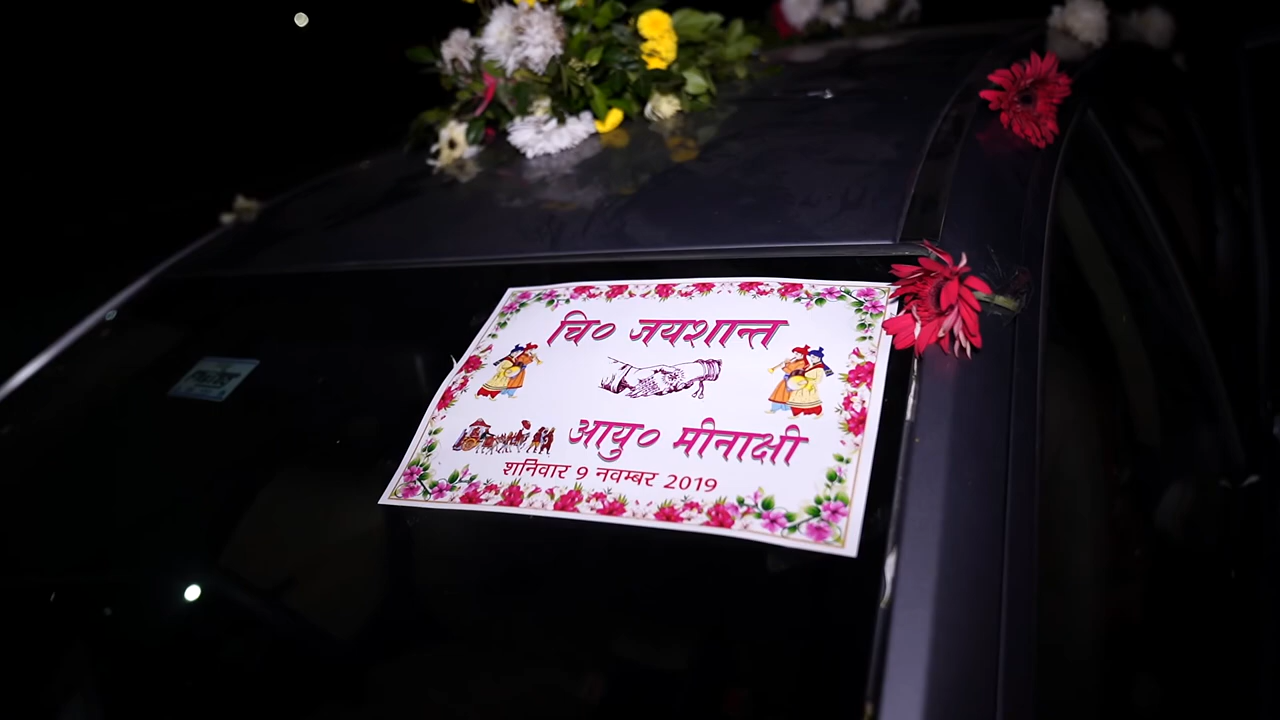 चि० जयशान्त
आयु० मीनाक्षी
शनिवार 9 नवम्बर 2019